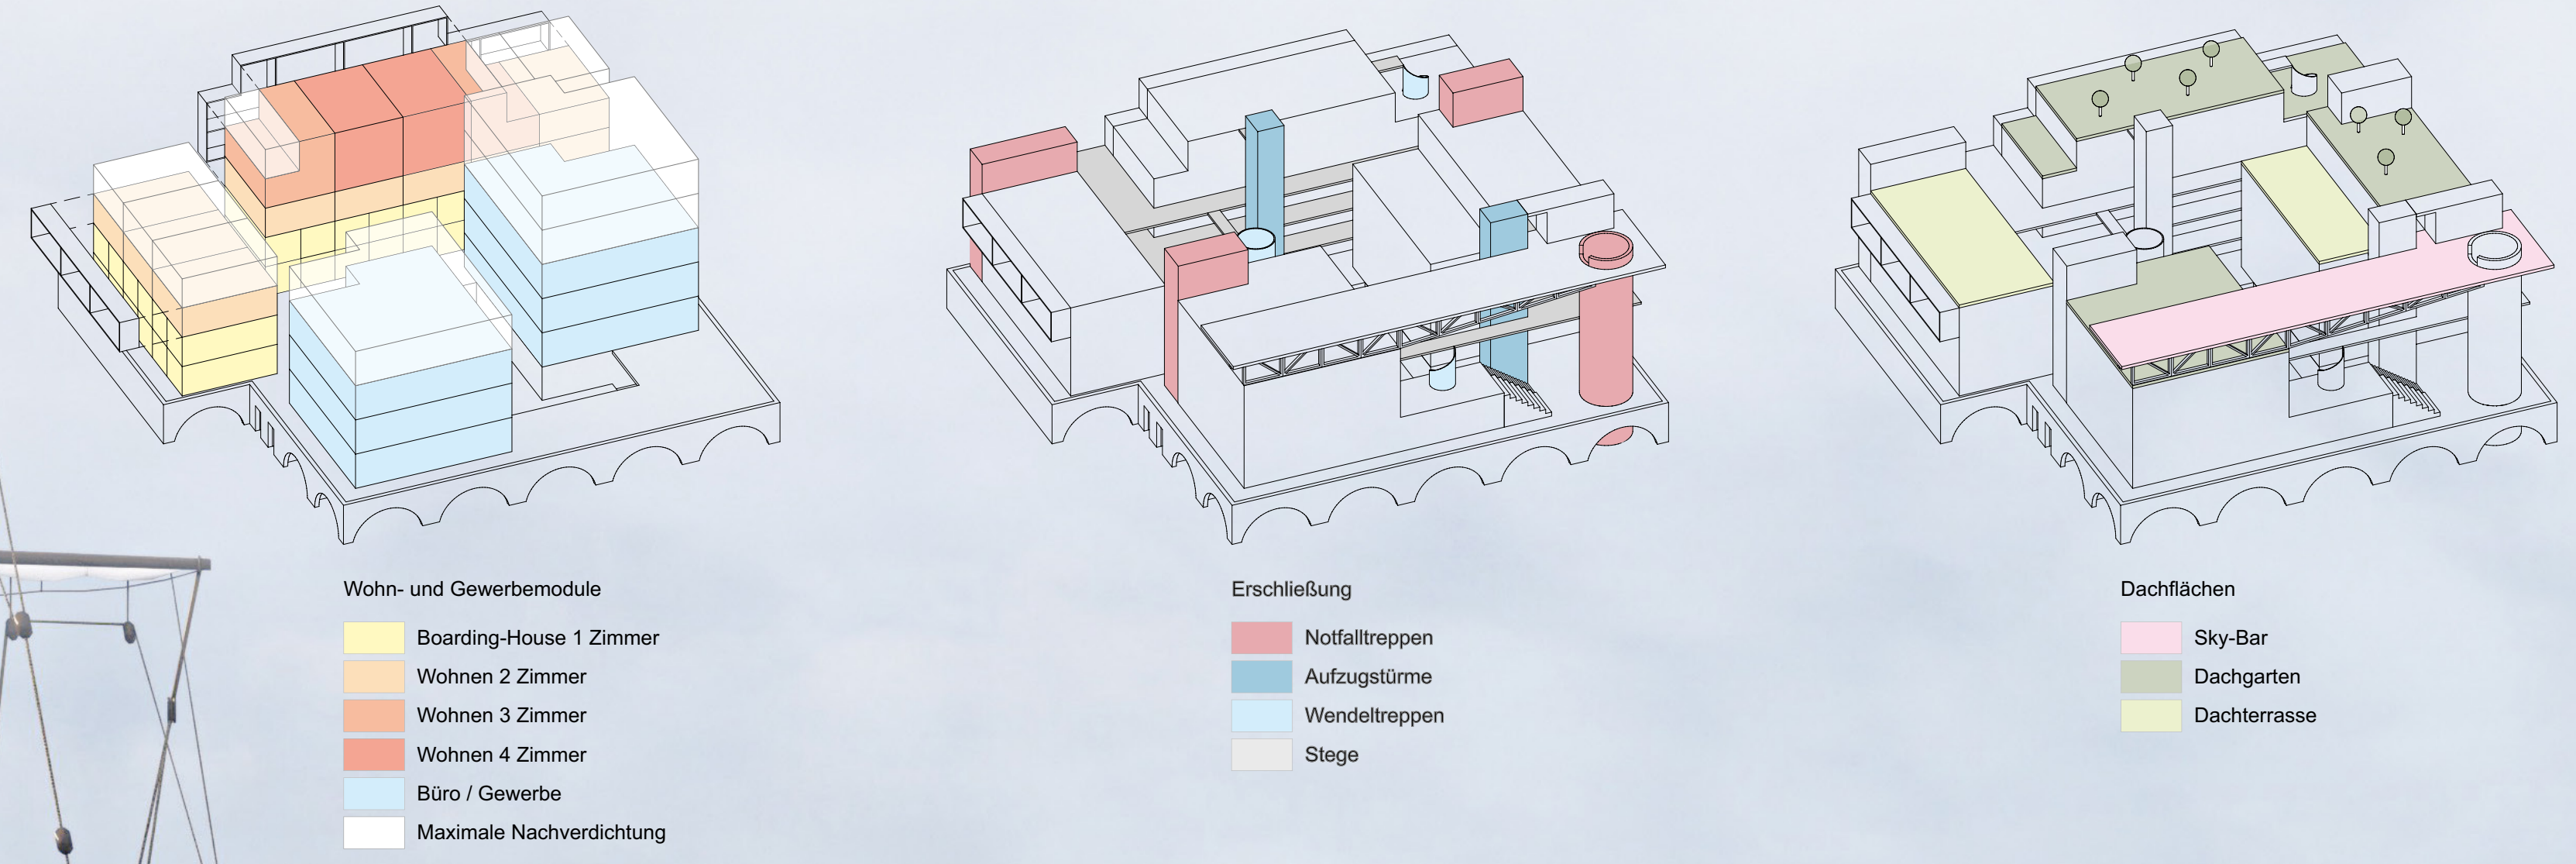 Wohn- und Gewerbemodule
Boarding-House 1 Zimmer
Wohnen 2 Zimmer
Wohnen 3 Zimmer
Wohnen 4 Zimmer
Büro / Gewerbe
Maximale Nachverdichtung
Erschließung
Notfalltreppen
Aufzugstürme
Wendeltreppen
Stege
Dachflächen
Sky-Bar
Dachgarten
Dachterrasse